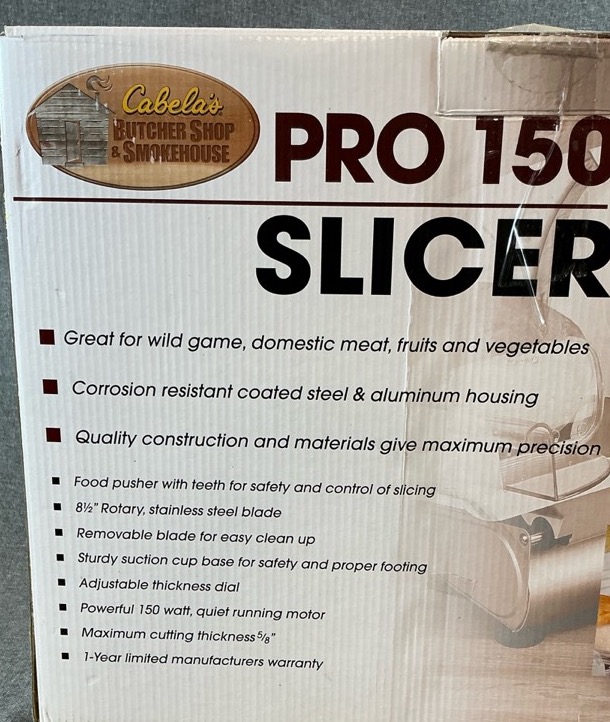 Cabela's
BUTCHER SHOP
& SMOKEHOUSE
PRO 150
SLICER
Great for wild game, domestic meat, fruits and vegetables
Corrosion resistant coated steel & aluminum housing
Quality construction and materials give maximum precision
Food pusher with teeth for safety and control of slicing
8½" Rotary, stainless steel blade
Removable blade for easy clean up
Sturdy suction cup base for safety and proper footing
Adjustable thickness dial
Powerful 150 watt, quiet running motor
Maximum cutting thickness 5/8"
1-Year limited manufacturers warranty